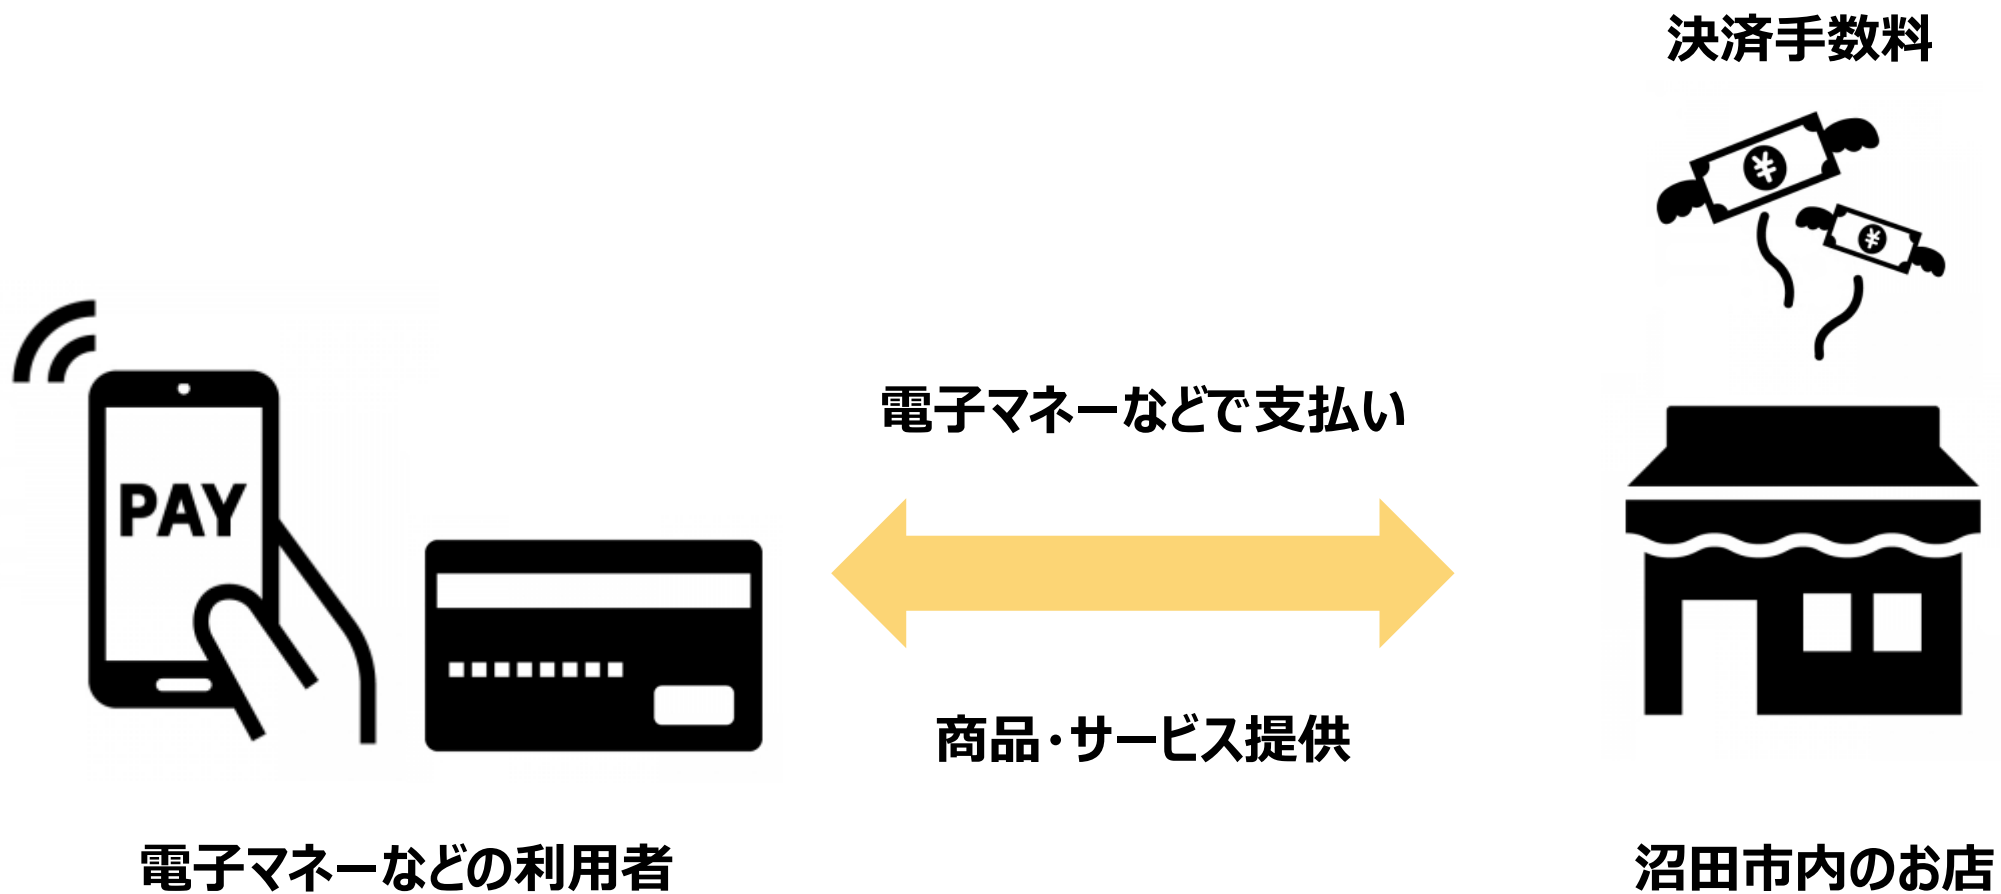 決済手数料
¥
¥
電子マネーなどで支払い
PAY
商品・サービス提供
電子マネーなどの利用者
沼田市内のお店